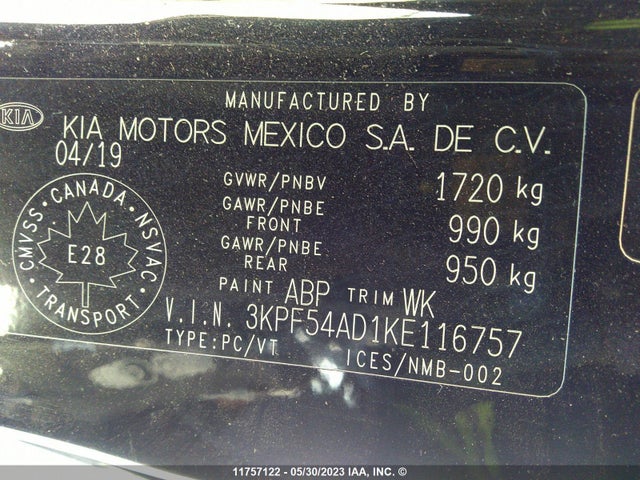 MANUFACTURED BY
KIA
KIA MOTORS MEXICO S.A. DE C.V.
04/19
GVWR/PNBV 1720 kg
GAWR/PNBE FRONT 990 kg
GAWR/PNBE REAR 950 kg
CMVSS • CANADA • NSVAC
E28
TRANSPORT
PAINT ABP TRIM WK
V.I.N. 3KPF54AD1KE116757
TYPE:PC/VT ICES/NMB-002
11757122 - 05/30/2023 IAA, INC. ©